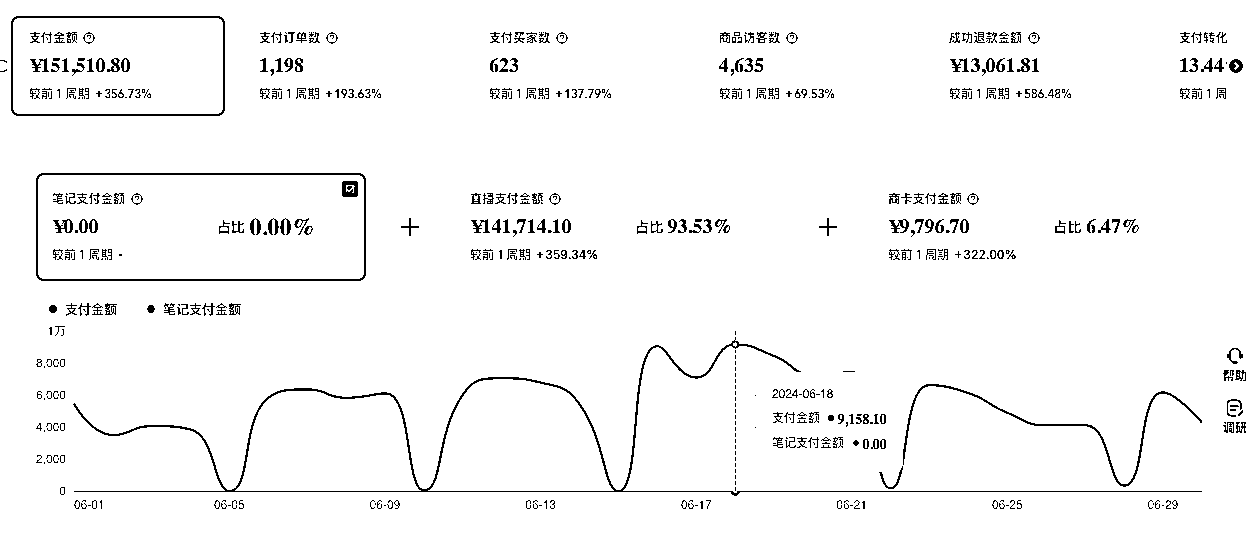 支付金额 支付订单数 支付买家数 商品访客数 成功退款金额 支付转化
¥151,510.80 1,198 623 4,635 ¥13,061.81 13.44
较前1周期 +356.73% 较前1周期 +193.63% 较前1周期 +137.79% 较前1周期 +69.53% 较前1周期 +586.48% 较前1周
笔记支付金额 直播支付金额 商卡支付金额
¥0.00 占比 0.00% + ¥141,714.10 占比 93.53% + ¥9,796.70 占比 6.47%
较前1周期 - 较前1周期 +359.34% 较前1周期 +322.00%
支付金额 笔记支付金额
1万
8,000
6,000
4,000
2,000
0
2024-06-18
支付金额 9,158.10
笔记支付金额 0.00
06-01 06-05 06-09 06-13 06-17 06-21 06-25 06-29
帮助
调研